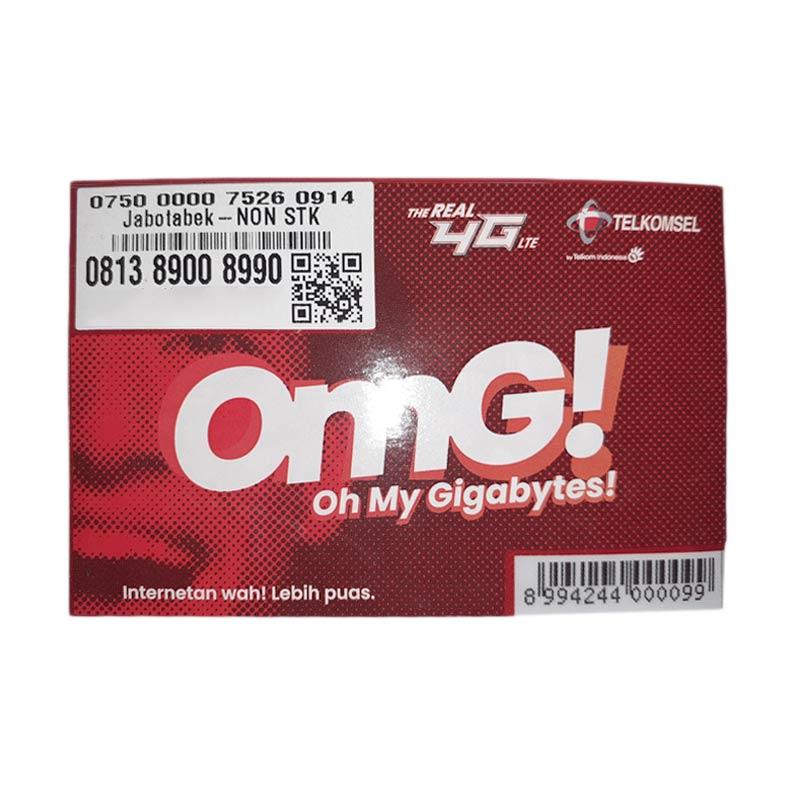 0750 0000 7526 0914
Jabotabek - NON STK
0813 8900 8990
THE REAL
4G LTE
TELKOMSEL
by Telkom Indonesia
OmG!
Oh My Gigabytes!
Internetan wah! Lebih puas.
8 994244 000099